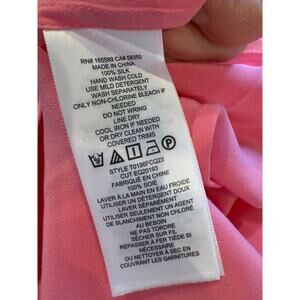 RN# 165589 CA# 58350
MADE IN CHINA
100% SILK
HAND WASH COLD
USE MILD DETERGENT
WASH SEPARATELY
ONLY NON-CHLORINE BLEACH IF
NEEDED
DO NOT WRING
LINE DRY
COOL IRON IF NEEDED
OR DRY CLEAN WITH
COVERED TRIMS
STYLE T0196FCQ23
CUT EG20193
FABRIQUÉ EN CHINE
100% SOIE
LAVER À LA MAIN EN EAU FROIDE
UTILISER UN DÉTERGENT DOUX
LAVER SÉPARÉMENT
UTILISER SEULEMENT UN AGENT
DE BLANCHIMENT NON CHLORÉ
AU BESOIN
NE PAS TORDRE
SÉCHER SUR FIL
REPASSER À FER TIÈDE SI
NÉCESSAIRE
OU NETTOYER À SEC EN
COUVRANT LES GARNITURES